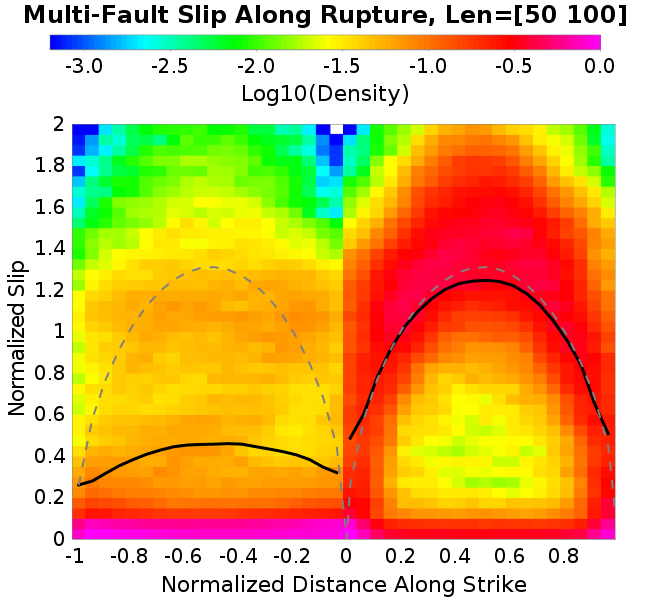 Multi-Fault Slip Along Rupture, Len=[50 100]
-3.0 -2.5 -2.0 -1.5 -1.0 -0.5 0.0
Log10(Density)
2
1.8
1.6
1.4
1.2
1
0.8
0.6
0.4
0.2
0
Normalized Slip
-1 -0.8 -0.6 -0.4 -0.2 0 0.2 0.4 0.6 0.8
Normalized Distance Along Strike